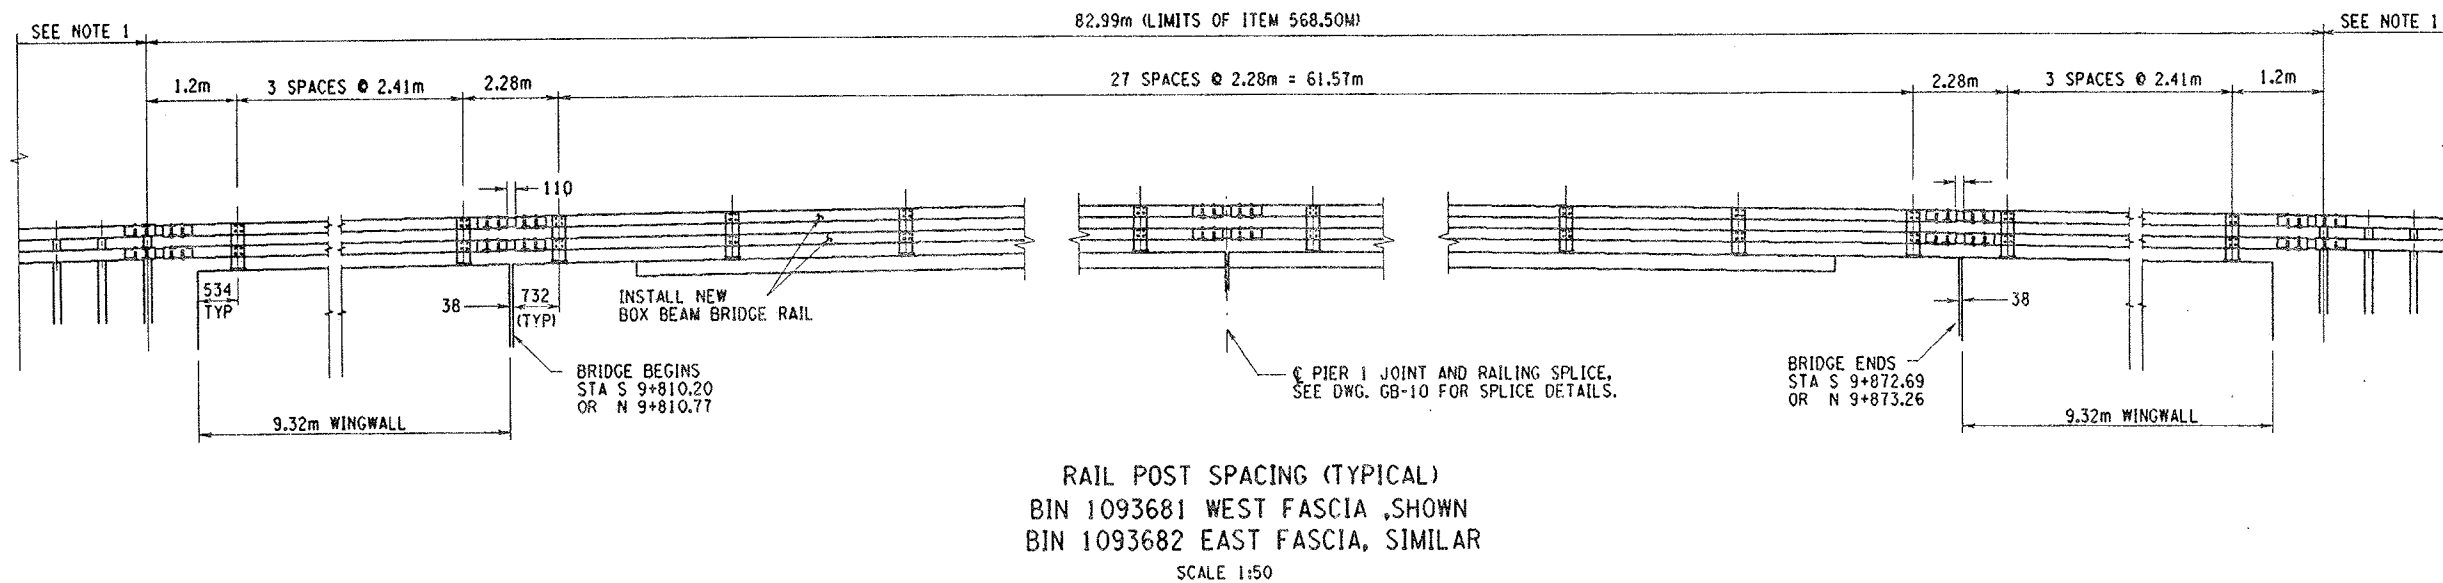 82.99m (LIMITS OF ITEM 568.50M)
SEE NOTE 1
SEE NOTE 1
1.2m
3 SPACES @ 2.41m
2.28m
27 SPACES @ 2.28m = 61.57m
2.28m
3 SPACES @ 2.41m
1.2m
110
534
TYP
38
732
(TYP)
INSTALL NEW
BOX BEAM BRIDGE RAIL
38
BRIDGE BEGINS
STA S 9+810.20
OR N 9+810.77
℄ PIER 1 JOINT AND RAILING SPLICE,
SEE DWG. GB-10 FOR SPLICE DETAILS.
BRIDGE ENDS
STA S 9+872.69
OR N 9+873.26
9.32m WINGWALL
9.32m WINGWALL
RAIL POST SPACING (TYPICAL)
BIN 1093681 WEST FASCIA ,SHOWN
BIN 1093682 EAST FASCIA, SIMILAR
SCALE 1:50